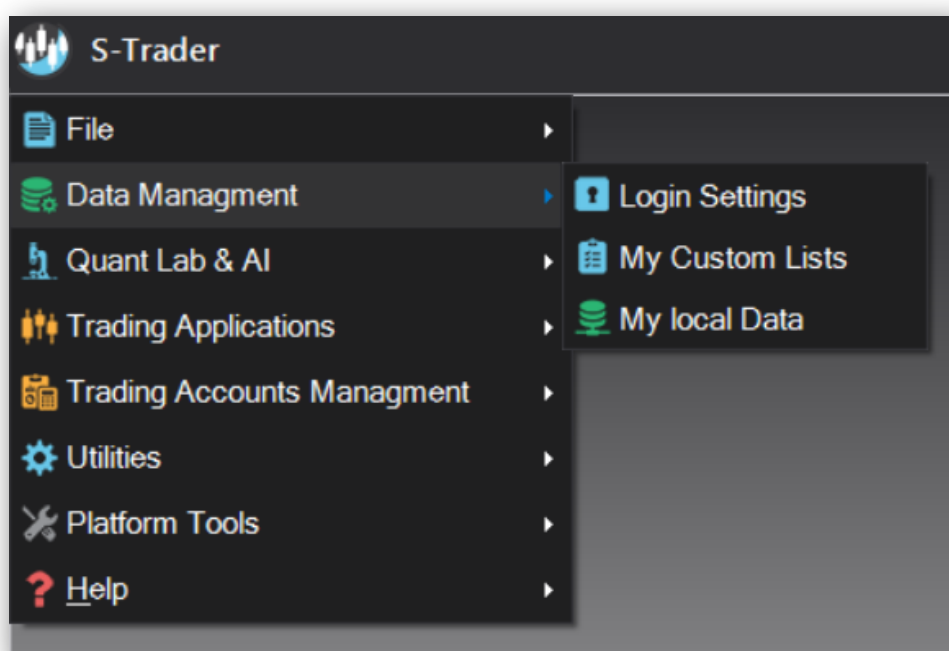 S-Trader
File
Data Managment
Login Settings
My Custom Lists
My local Data
Quant Lab & AI
Trading Applications
Trading Accounts Managment
Utilities
Platform Tools
Help